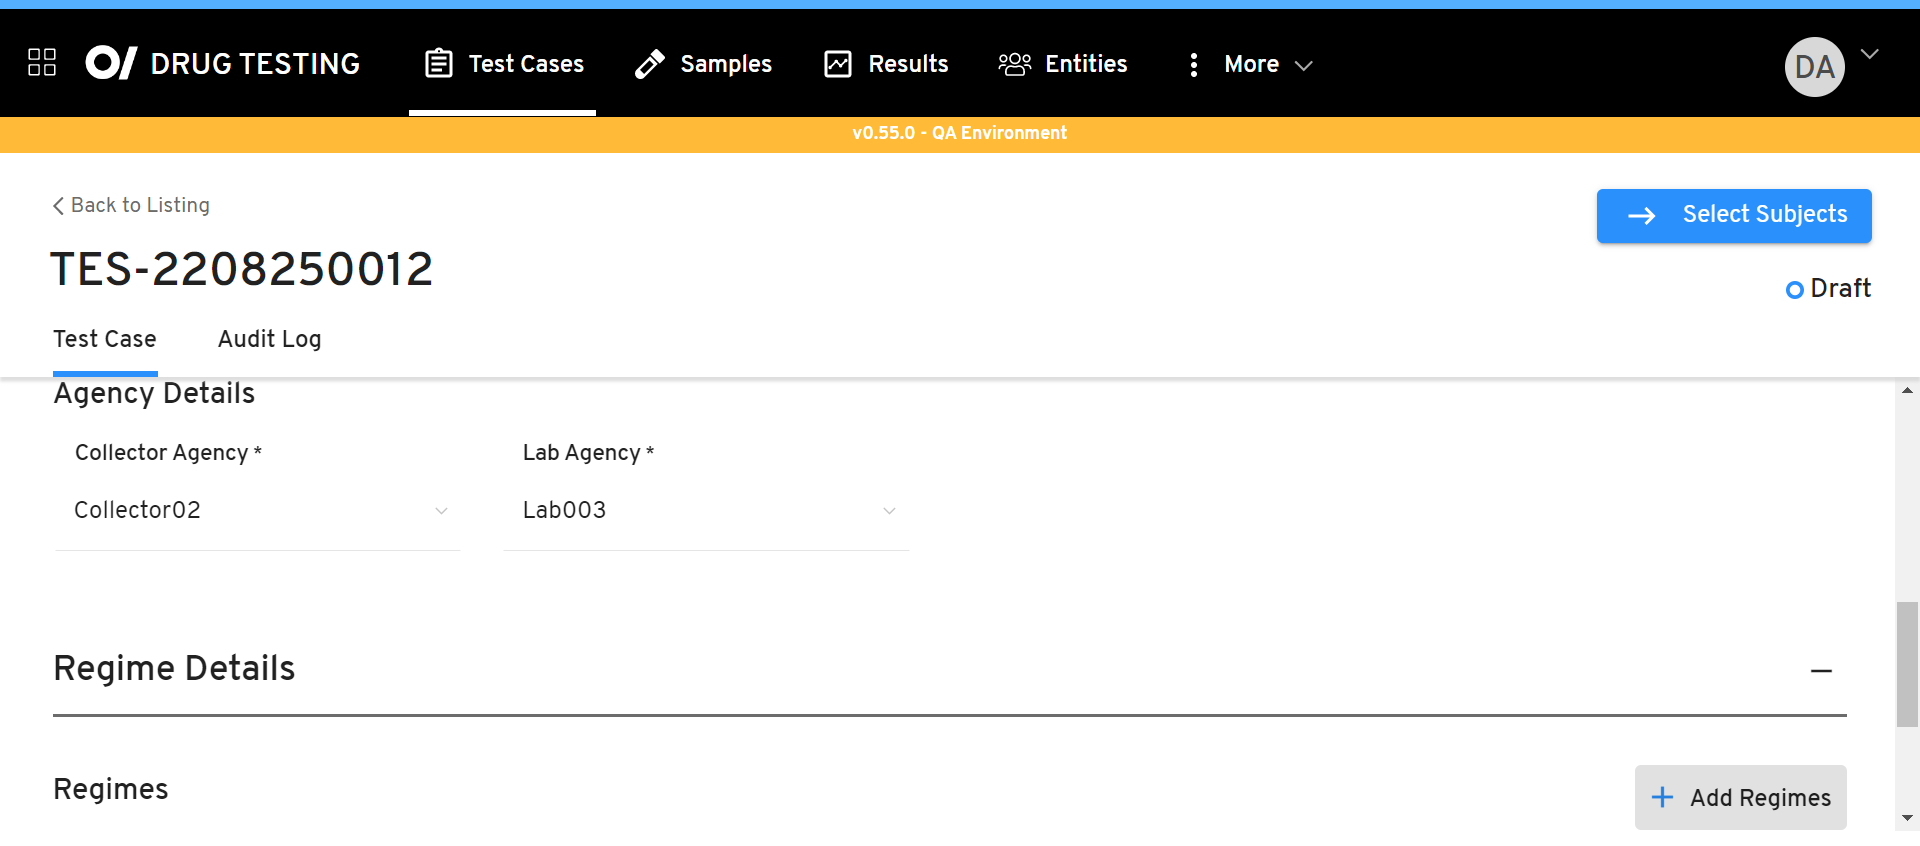 DRUG TESTING
Test Cases
Samples
Results
Entities
More
DA
v0.55.0 - QA Environment
Back to Listing
Select Subjects
TES-2208250012
Draft
Test Case
Audit Log
Agency Details
Collector Agency *
Lab Agency *
Collector02
Lab003
Regime Details
Regimes
Add Regimes